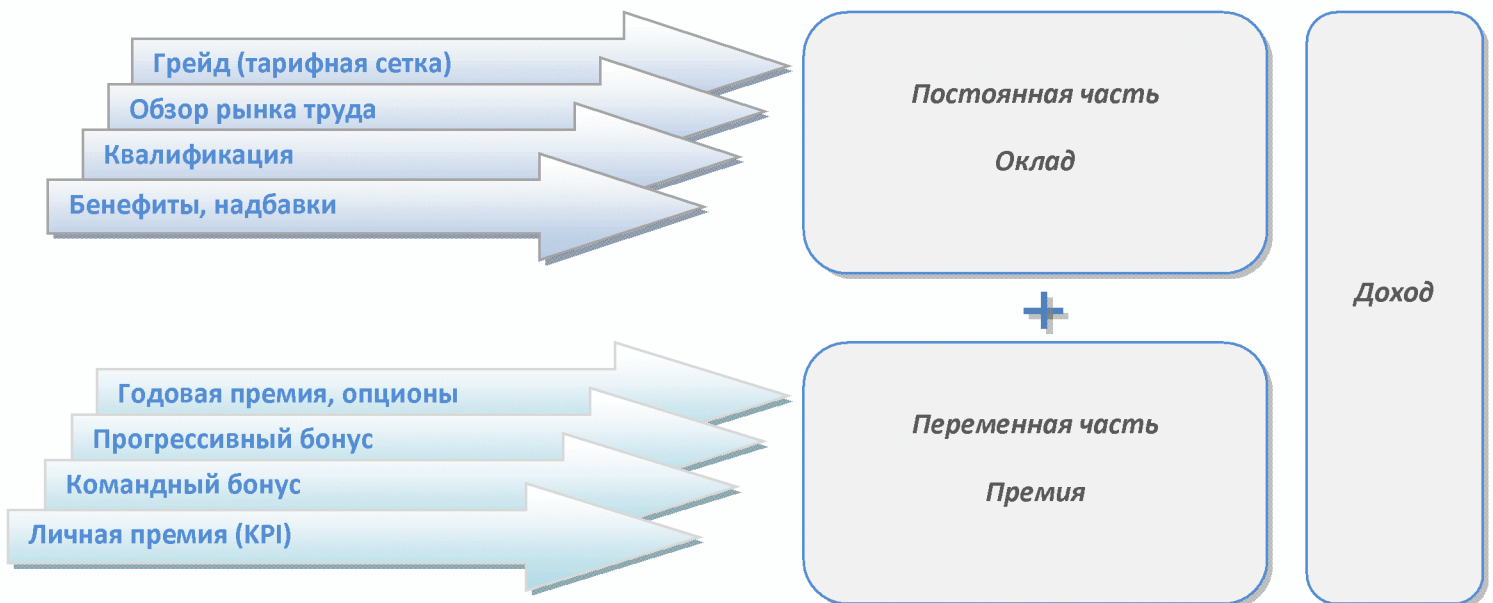 Грейд (тарифная сетка)
Обзор рынка труда
Квалификация
Бенефиты, надбавки
Постоянная часть
Оклад
+
Годовая премия, опционы
Прогрессивный бонус
Командный бонус
Личная премия (KPI)
Переменная часть
Премия
Доход